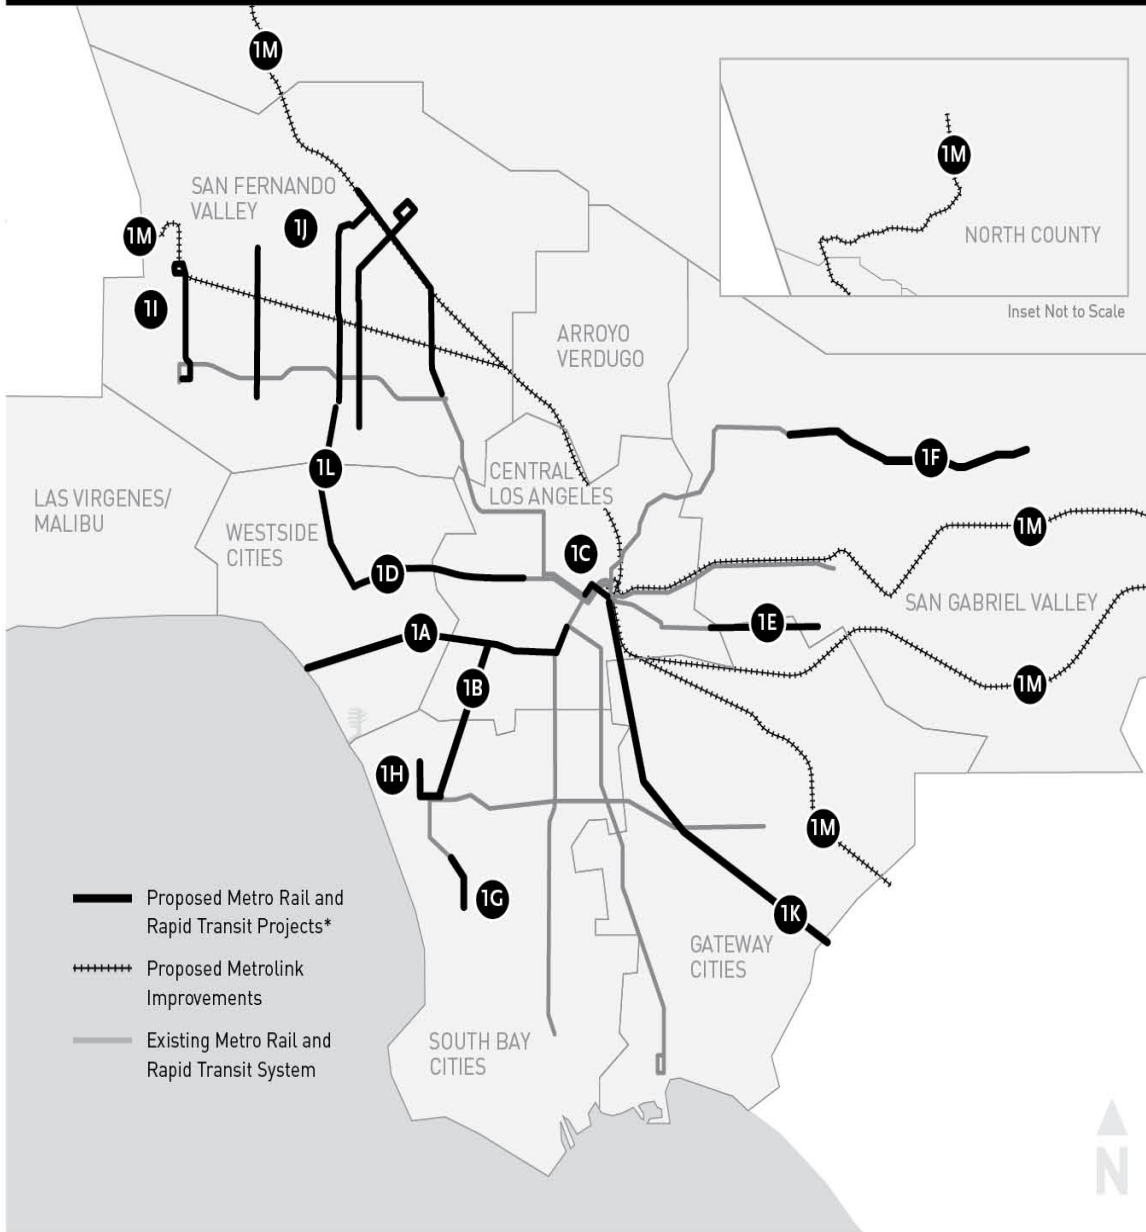 1M
1M
NORTH COUNTY
Inset Not to Scale
SAN FERNANDO
VALLEY
1J
1M
1I
ARROYO
VERDUGO
1F
1L
CENTRAL
LOS ANGELES
LAS VIRGENES/
MALIBU
WESTSIDE
CITIES
1M
1C
1D
SAN GABRIEL VALLEY
1E
1A
1B
1M
1H
1M
1G
1K
GATEWAY
CITIES
SOUTH BAY
CITIES
Proposed Metro Rail and
Rapid Transit Projects*
Proposed Metrolink
Improvements
Existing Metro Rail and
Rapid Transit System
N